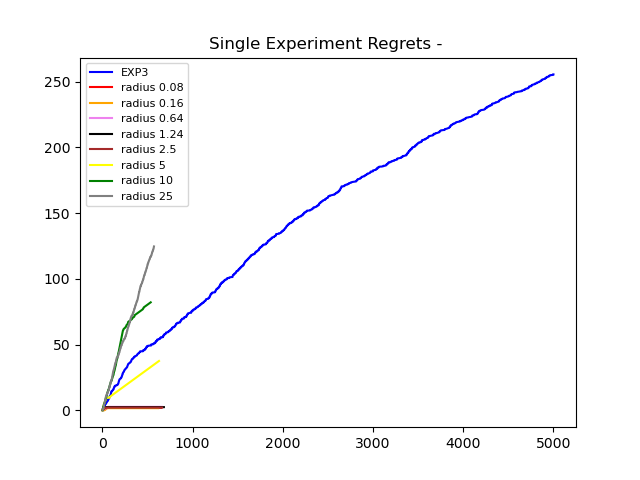 Single Experiment Regrets -
EXP3
radius 0.08
radius 0.16
radius 0.64
radius 1.24
radius 2.5
radius 5
radius 10
radius 25
250
200
150
100
50
0
0 1000 2000 3000 4000 5000